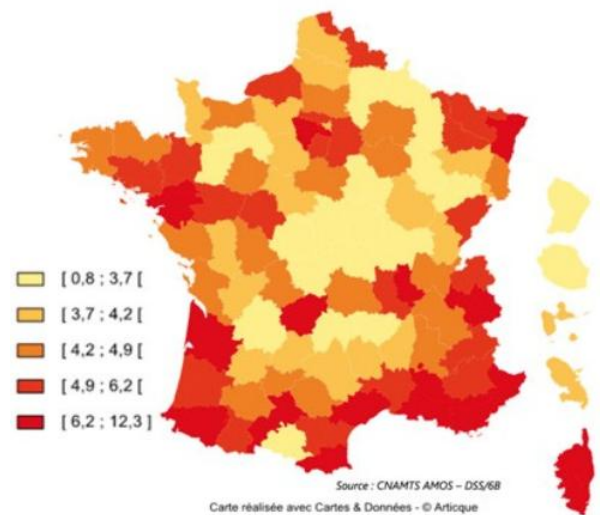 [ 0,8 ; 3,7 [
[ 3,7 ; 4,2 [
[ 4,2 ; 4,9 [
[ 4,9 ; 6,2 [
[ 6,2 ; 12,3 ]
Source : CNAMTS AMOS – DSS/6B
Carte réalisée avec Cartes & Données - © Articque